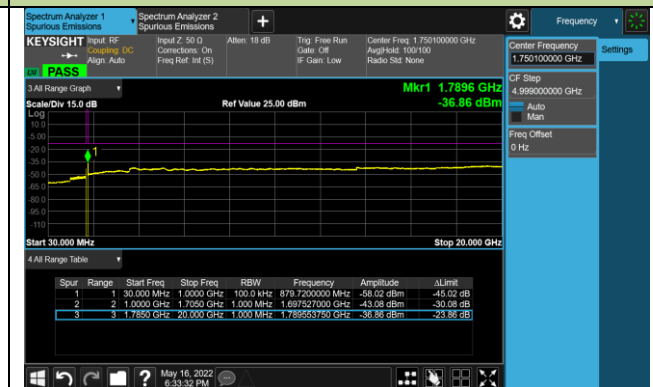 Spectrum Analyzer 1
Spurious Emissions
Spectrum Analyzer 2
Spurious Emissions
Frequency
KEYSIGHT
Input: RF
Coupling: DC
Align: Auto
Input Z: 50 Ω
Corrections: On
Freq Ref: Int (S)
Atten: 18 dB
Trig: Free Run
Gate: Off
IF Gain: Low
Center Freq: 1.750100000 GHz
Avg|Hold: 100/100
Radio Std: None
PASS
Center Frequency
1.750100000 GHz
Settings
CF Step
4.999000000 GHz
Auto
Man
Freq Offset
0 Hz
3 All Range Graph
Mkr1 1.7896 GHz
Scale/Div 15.0 dB
Ref Value 25.00 dBm
-36.86 dBm
Log
10.0
-5.00
-20.0
-35.0
-50.0
-65.0
-80.0
-95.0
-110
1
Start 30.000 MHz
Stop 20.000 GHz
4 All Range Table
Spur Range Start Freq Stop Freq RBW Frequency Amplitude ΔLimit
1 1 30.000 MHz 1.0000 GHz 100.0 kHz 879.7200000 MHz -58.02 dBm -45.02 dB
2 2 1.0000 GHz 1.7050 GHz 1.000 MHz 1.697527000 GHz -43.08 dBm -30.08 dB
3 3 1.7850 GHz 20.000 GHz 1.000 MHz 1.789553750 GHz -36.86 dBm -23.86 dB
May 16, 2022
6:33:32 PM